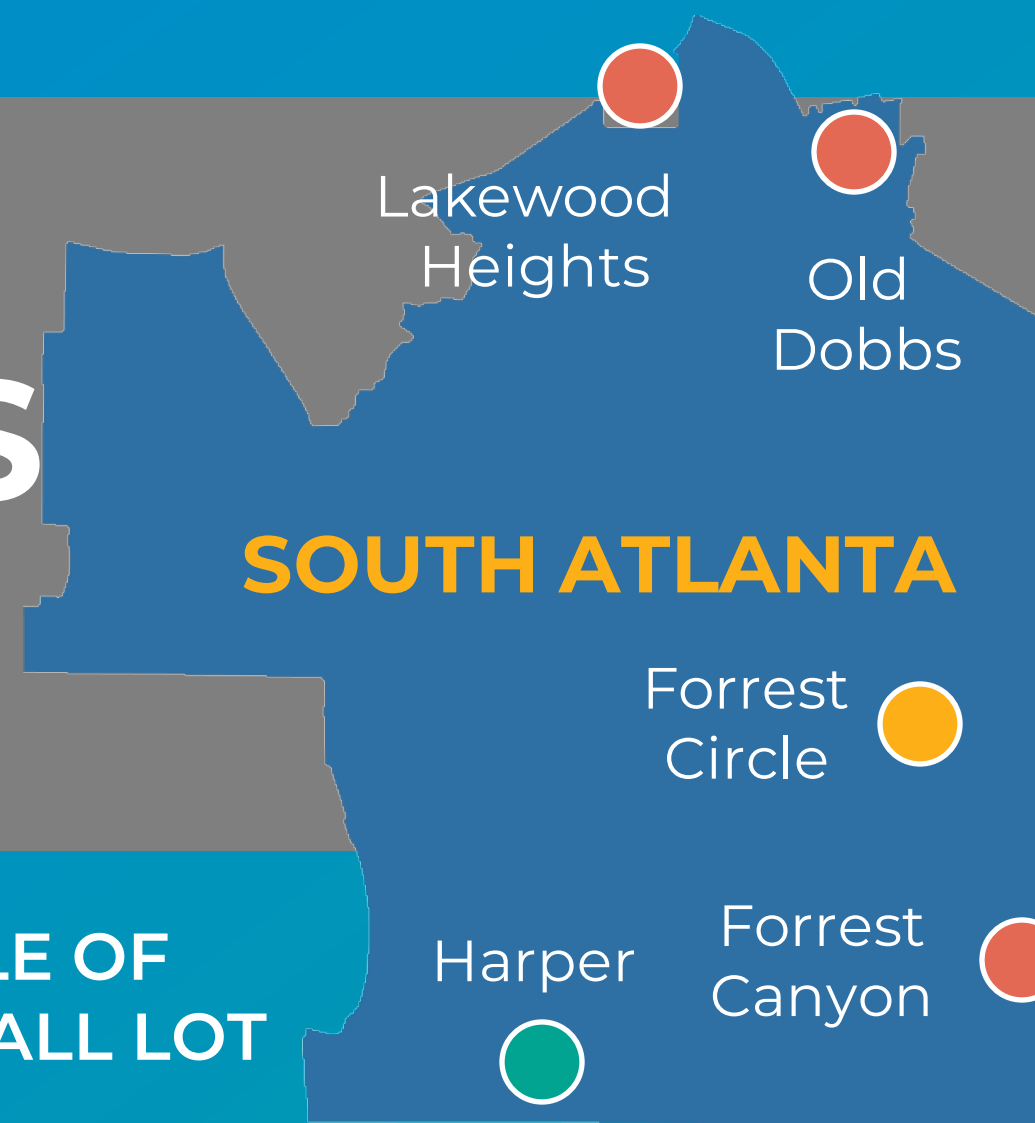 Lakewood
Heights
Old
Dobbs
S
SOUTH ATLANTA
Forrest
Circle
Forrest
Canyon
Harper
LE OF
ALL LOT